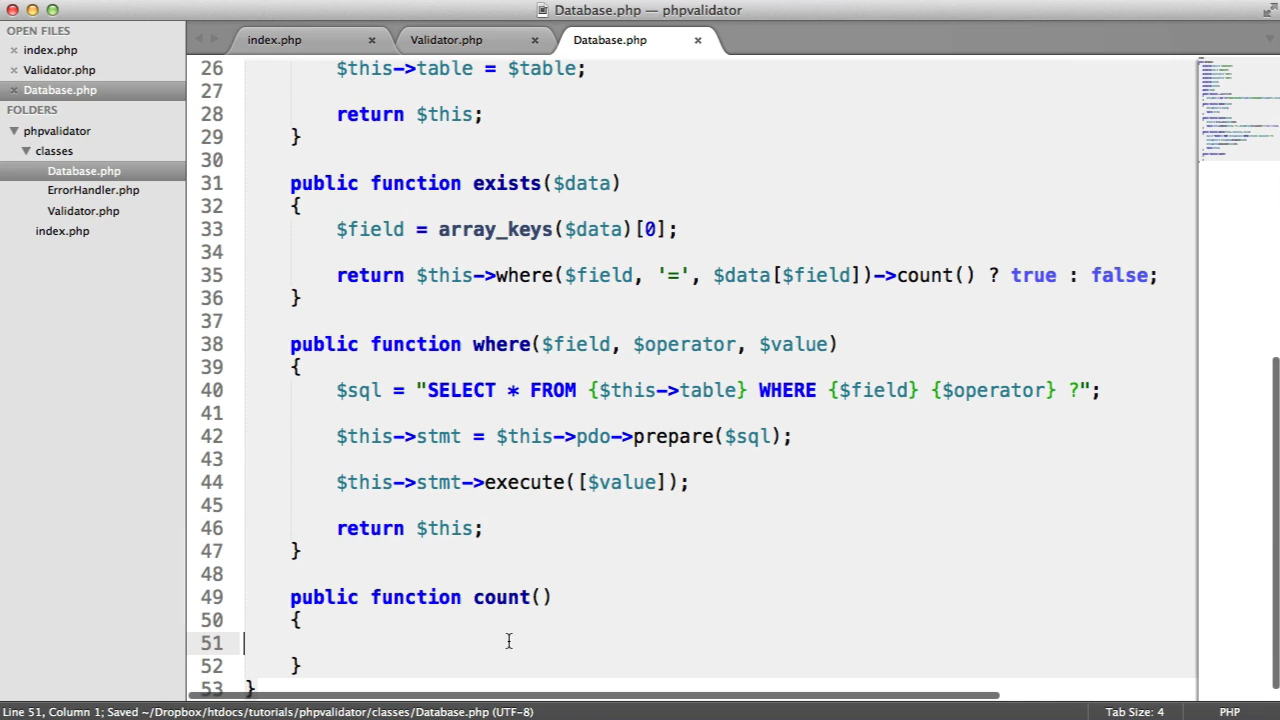 Database.php — phpvalidator
OPEN FILES
index.php
Validator.php
Database.php
FOLDERS
phpvalidator
classes
Database.php
ErrorHandler.php
Validator.php
index.php
index.php
Validator.php
Database.php
26 $this->table = $table;
27
28 return $this;
29 }
30
31 public function exists($data)
32 {
33 $field = array_keys($data)[0];
34
35 return $this->where($field, '=', $data[$field])->count() ? true : false;
36 }
37
38 public function where($field, $operator, $value)
39 {
40 $sql = "SELECT * FROM {$this->table} WHERE {$field} {$operator} ?";
41
42 $this->stmt = $this->pdo->prepare($sql);
43
44 $this->stmt->execute([$value]);
45
46 return $this;
47 }
48
49 public function count()
50 {
51
52 }
53 }
Line 51, Column 1; Saved ~/Dropbox/htdocs/tutorials/phpvalidator/classes/Database.php (UTF-8)
Tab Size: 4
PHP